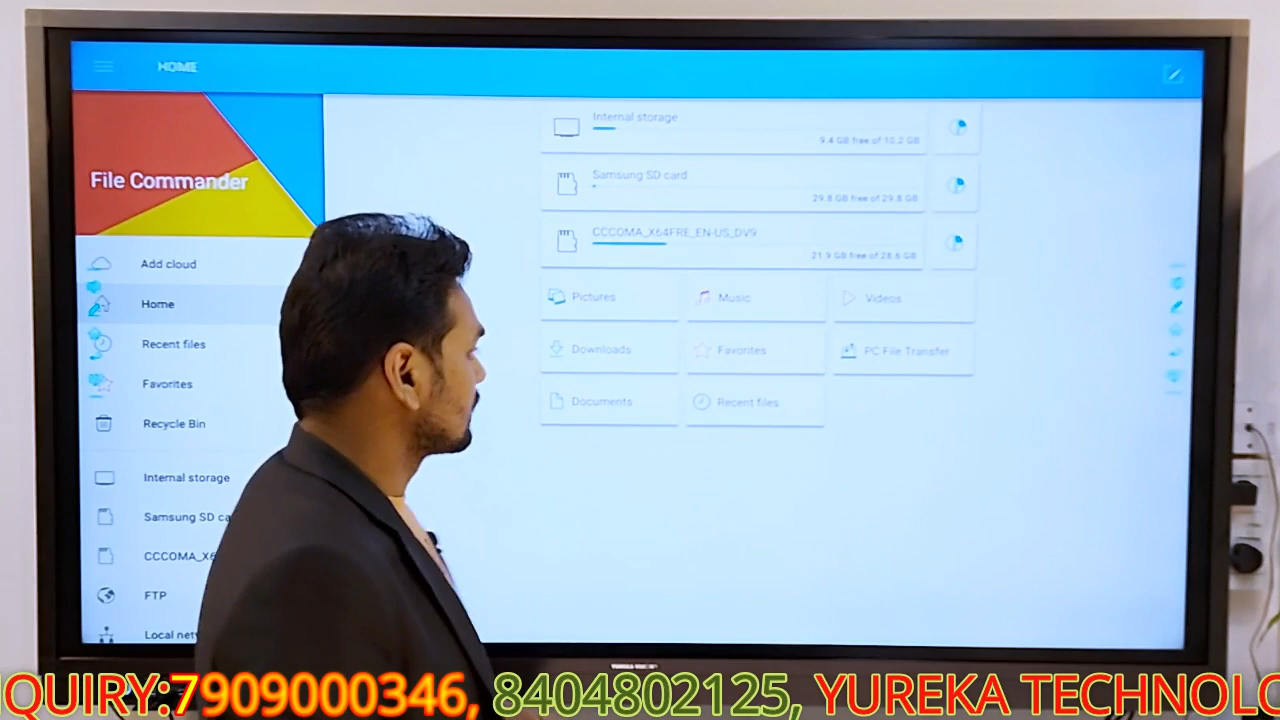 HOME
File Commander
Add cloud
Home
Recent files
Favorites
Recycle Bin
Internal storage
Samsung SD ca
CCCOMA_X6
FTP
Local net
Internal storage
9.4 GB free of 10.2 GB
Samsung SD card
29.8 GB free of 29.8 GB
CCCOMA_X64FRE_EN-US_DV9
21.9 GB free of 28.6 GB
Pictures
Music
Videos
Downloads
Favorites
PC File Transfer
Documents
Recent files
QUIRY:7909000346, 8404802125, YUREKA TECHNOLO